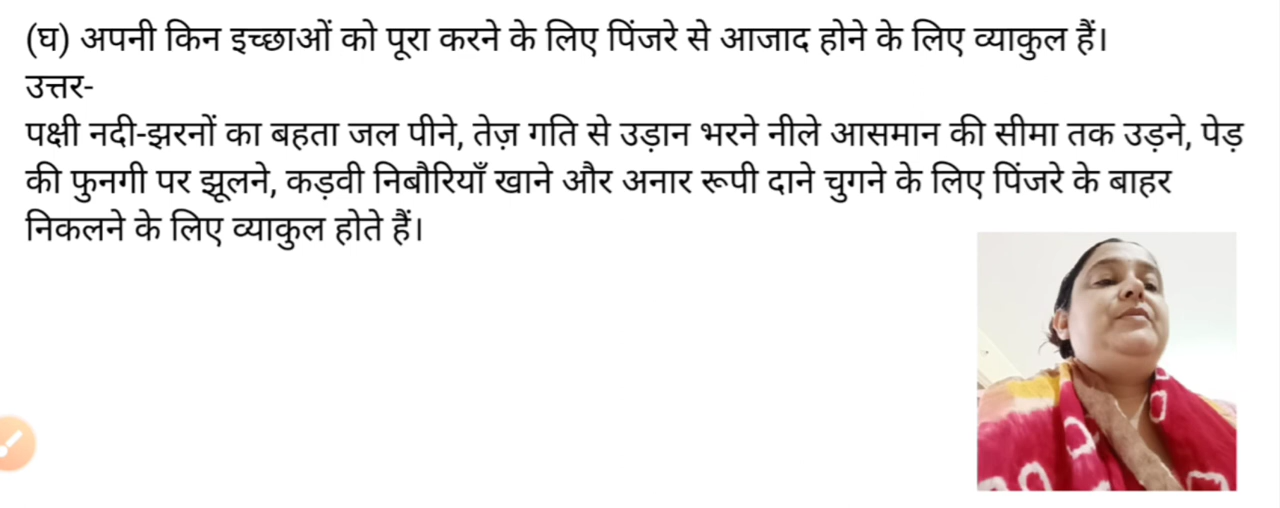 (घ) अपनी किन इच्छाओं को पूरा करने के लिए पिंजरे से आजाद होने के लिए व्याकुल हैं।
उत्तर-
पक्षी नदी-झरनों का बहता जल पीने, तेज़ गति से उड़ान भरने नीले आसमान की सीमा तक उड़ने, पेड़
की फुनगी पर झूलने, कड़वी निबौरियाँ खाने और अनार रूपी दाने चुगने के लिए पिंजरे के बाहर
निकलने के लिए व्याकुल होते हैं।